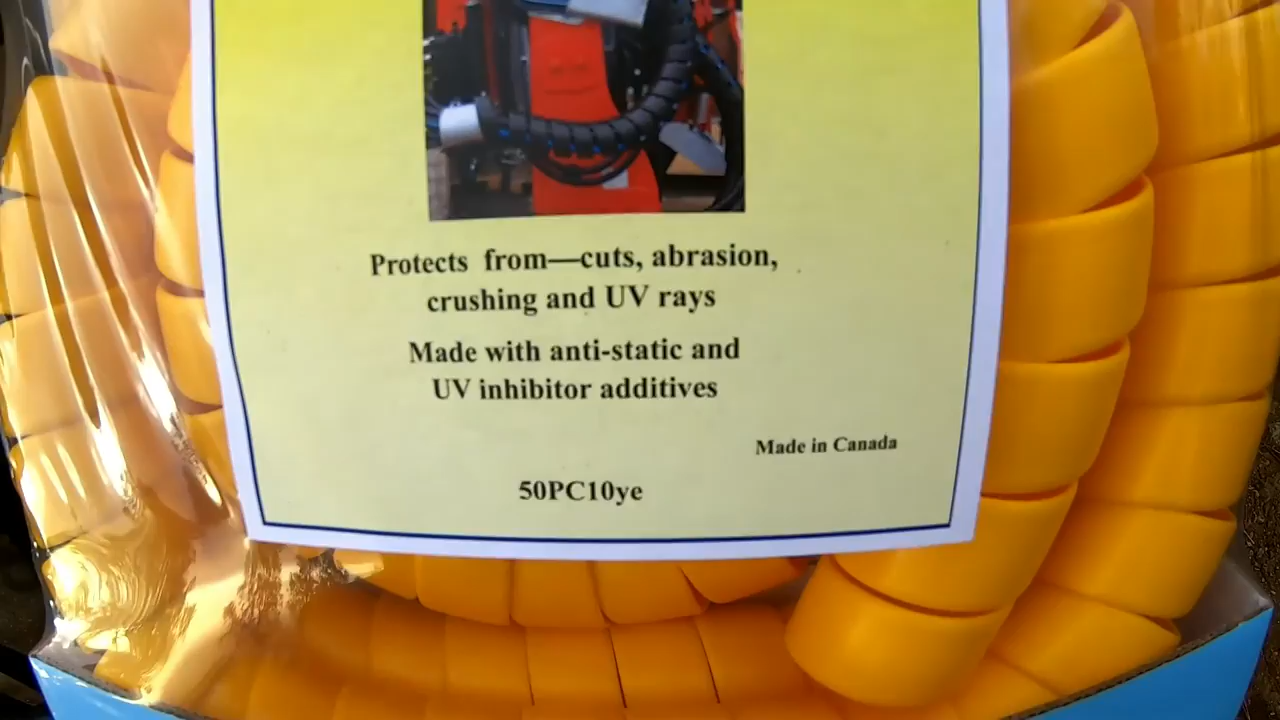 Protects from—cuts, abrasion,
crushing and UV rays
Made with anti-static and
UV inhibitor additives
Made in Canada
50PC10ye